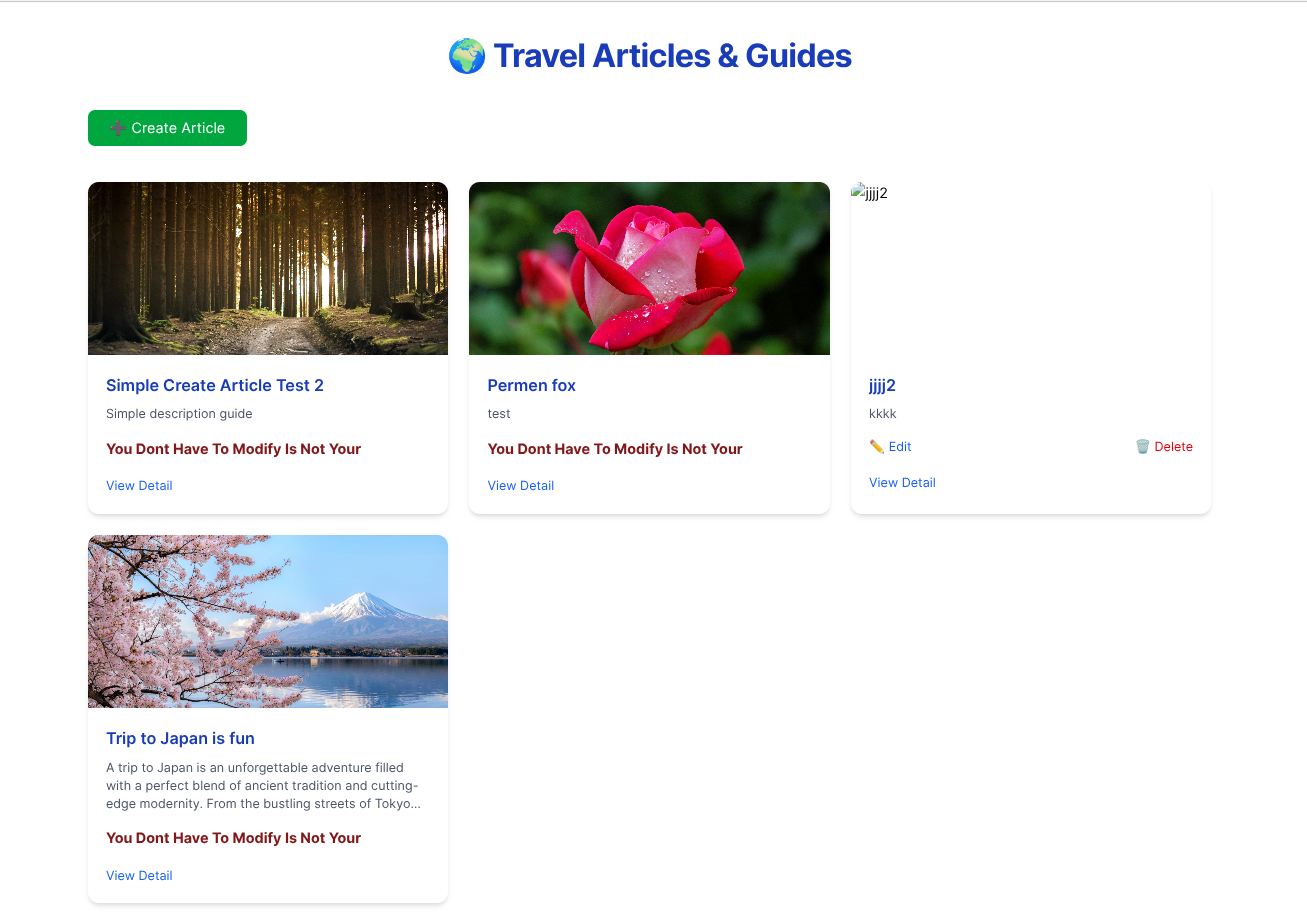 🌍 Travel Articles & Guides
➕ Create Article
Simple Create Article Test 2
Simple description guide
You Dont Have To Modify Is Not Your
View Detail
Permen fox
test
You Dont Have To Modify Is Not Your
View Detail
jjjj2
jjjj2
kkkk
✏️ Edit
🗑️ Delete
View Detail
Trip to Japan is fun
A trip to Japan is an unforgettable adventure filled
with a perfect blend of ancient tradition and cutting-
edge modernity. From the bustling streets of Tokyo...
You Dont Have To Modify Is Not Your
View Detail